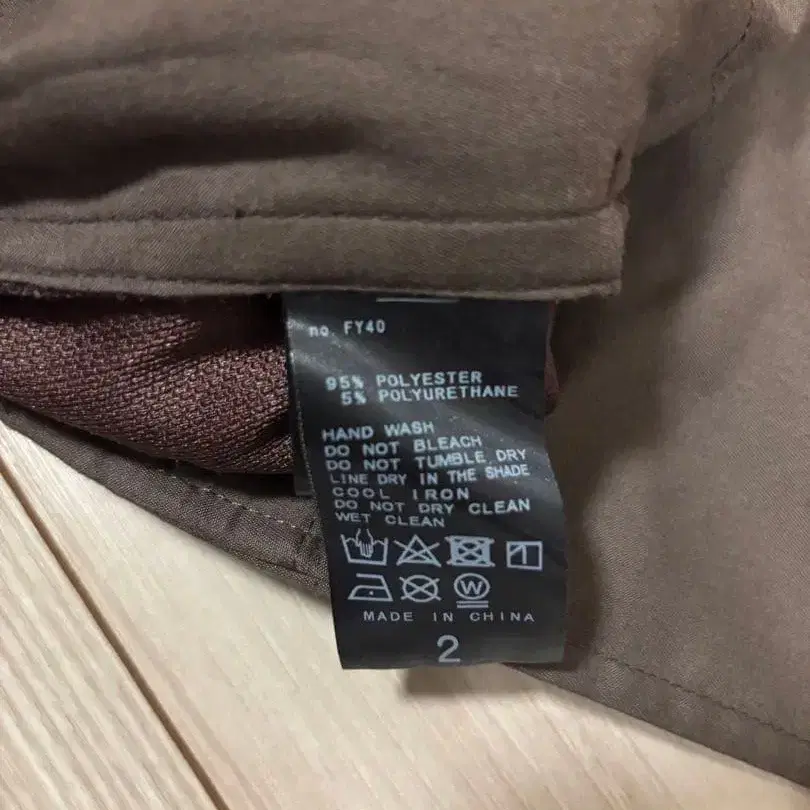 no. FY40
95% POLYESTER
5% POLYURETHANE
HAND WASH
DO NOT BLEACH
DO NOT TUMBLE DRY
LINE DRY IN THE SHADE
COOL IRON
DO NOT DRY CLEAN
WET CLEAN
W
MADE IN CHINA
2